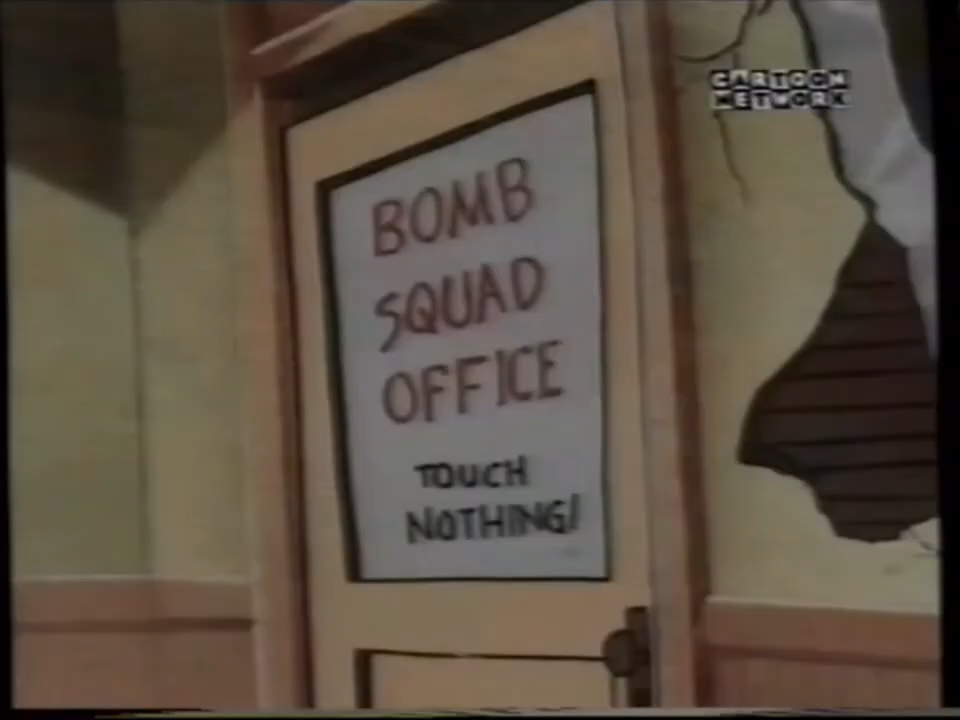 CARTOON
NETWORK
BOMB
SQUAD
OFFICE
TOUCH
NOTHING!